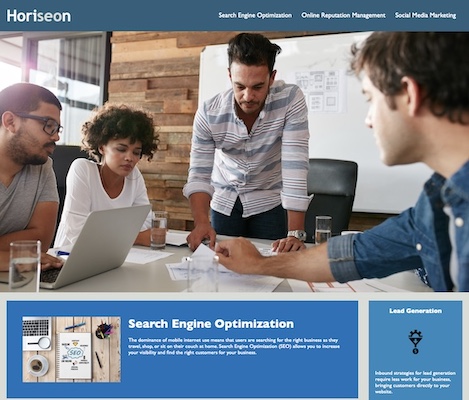 Horiseon
Search Engine Optimization
Online Reputation Management
Social Media Marketing
Search Engine Optimization
The dominance of mobile internet use means that users are searching for the right business as they
travel, shop, or sit on their couch at home. Search Engine Optimization (SEO) allows you to increase
your visibility and find the right customers for your business.
SEO
Lead Generation
Inbound strategies for lead generation
require less work for your business,
bringing customers directly to your
website.